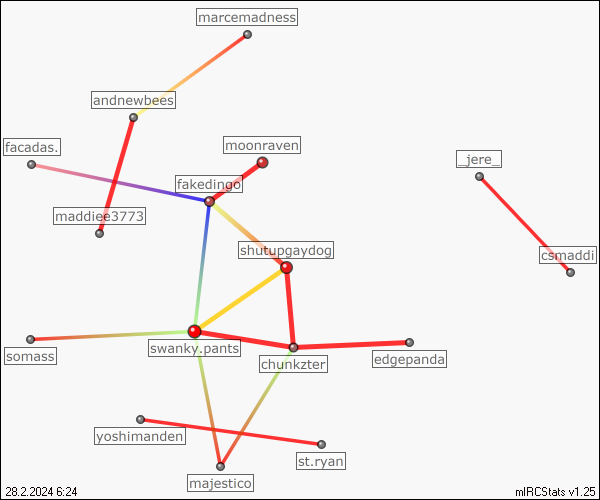 marcemadness
andnewbees
facadas.
moonraven
_jere_
fakedingo
maddiee3773
shutupgaydog
csmaddi
somass
swanky.pants
chunkzter
edgepanda
yoshimanden
st.ryan
majestico
28.2.2024 6:24
mIRCStats v1.25